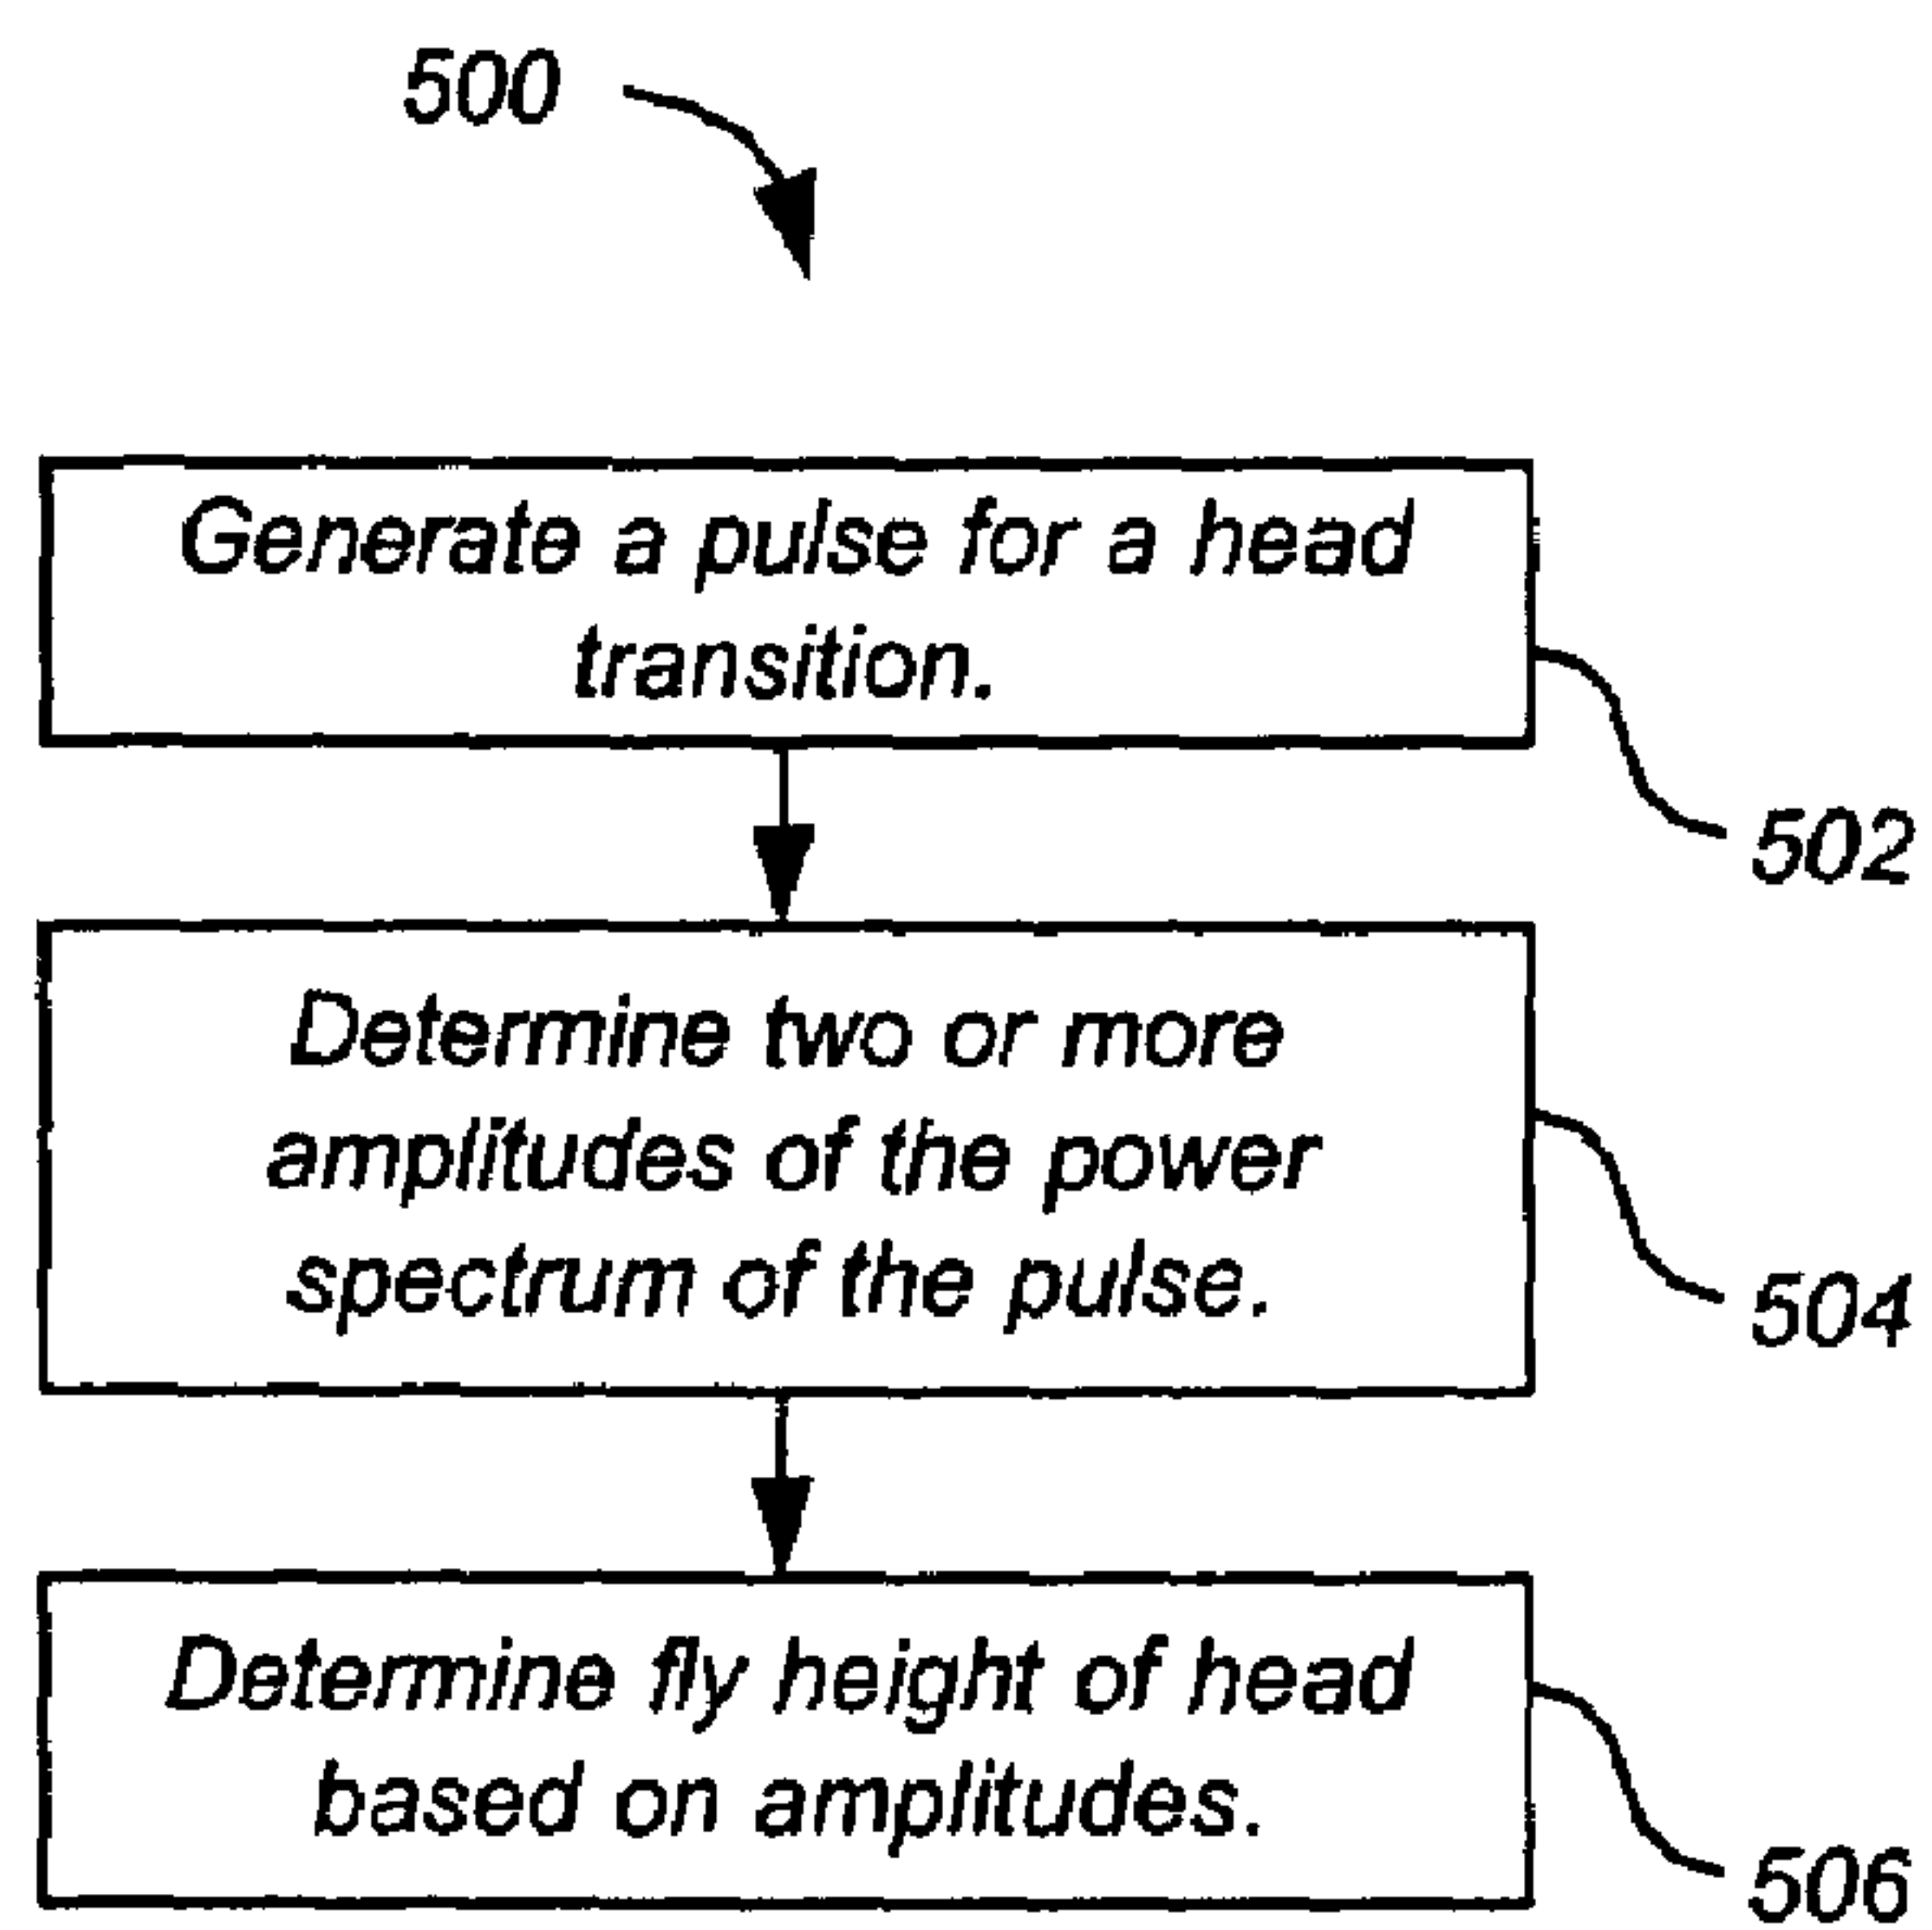 500
Generate a pulse for a head
transition.
502
Determine two or more
amplitudes of the power
spectrum of the pulse.
504
Determine fly height of head
based on amplitudes.
506